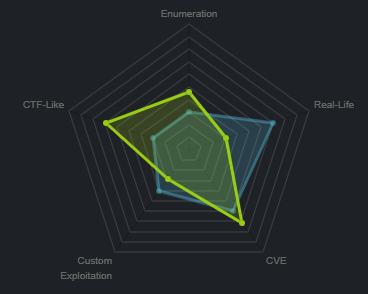 Enumeration
CTF-Like
Real-Life
Custom
Exploitation
CVE